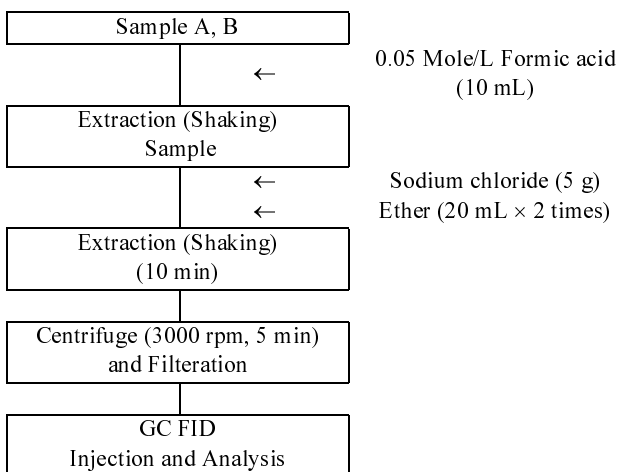 Sample A, B
← 0.05 Mole/L Formic acid
(10 mL)
Extraction (Shaking)
Sample
← Sodium chloride (5 g)
← Ether (20 mL × 2 times)
Extraction (Shaking)
(10 min)
Centrifuge (3000 rpm, 5 min)
and Filteration
GC FID
Injection and Analysis